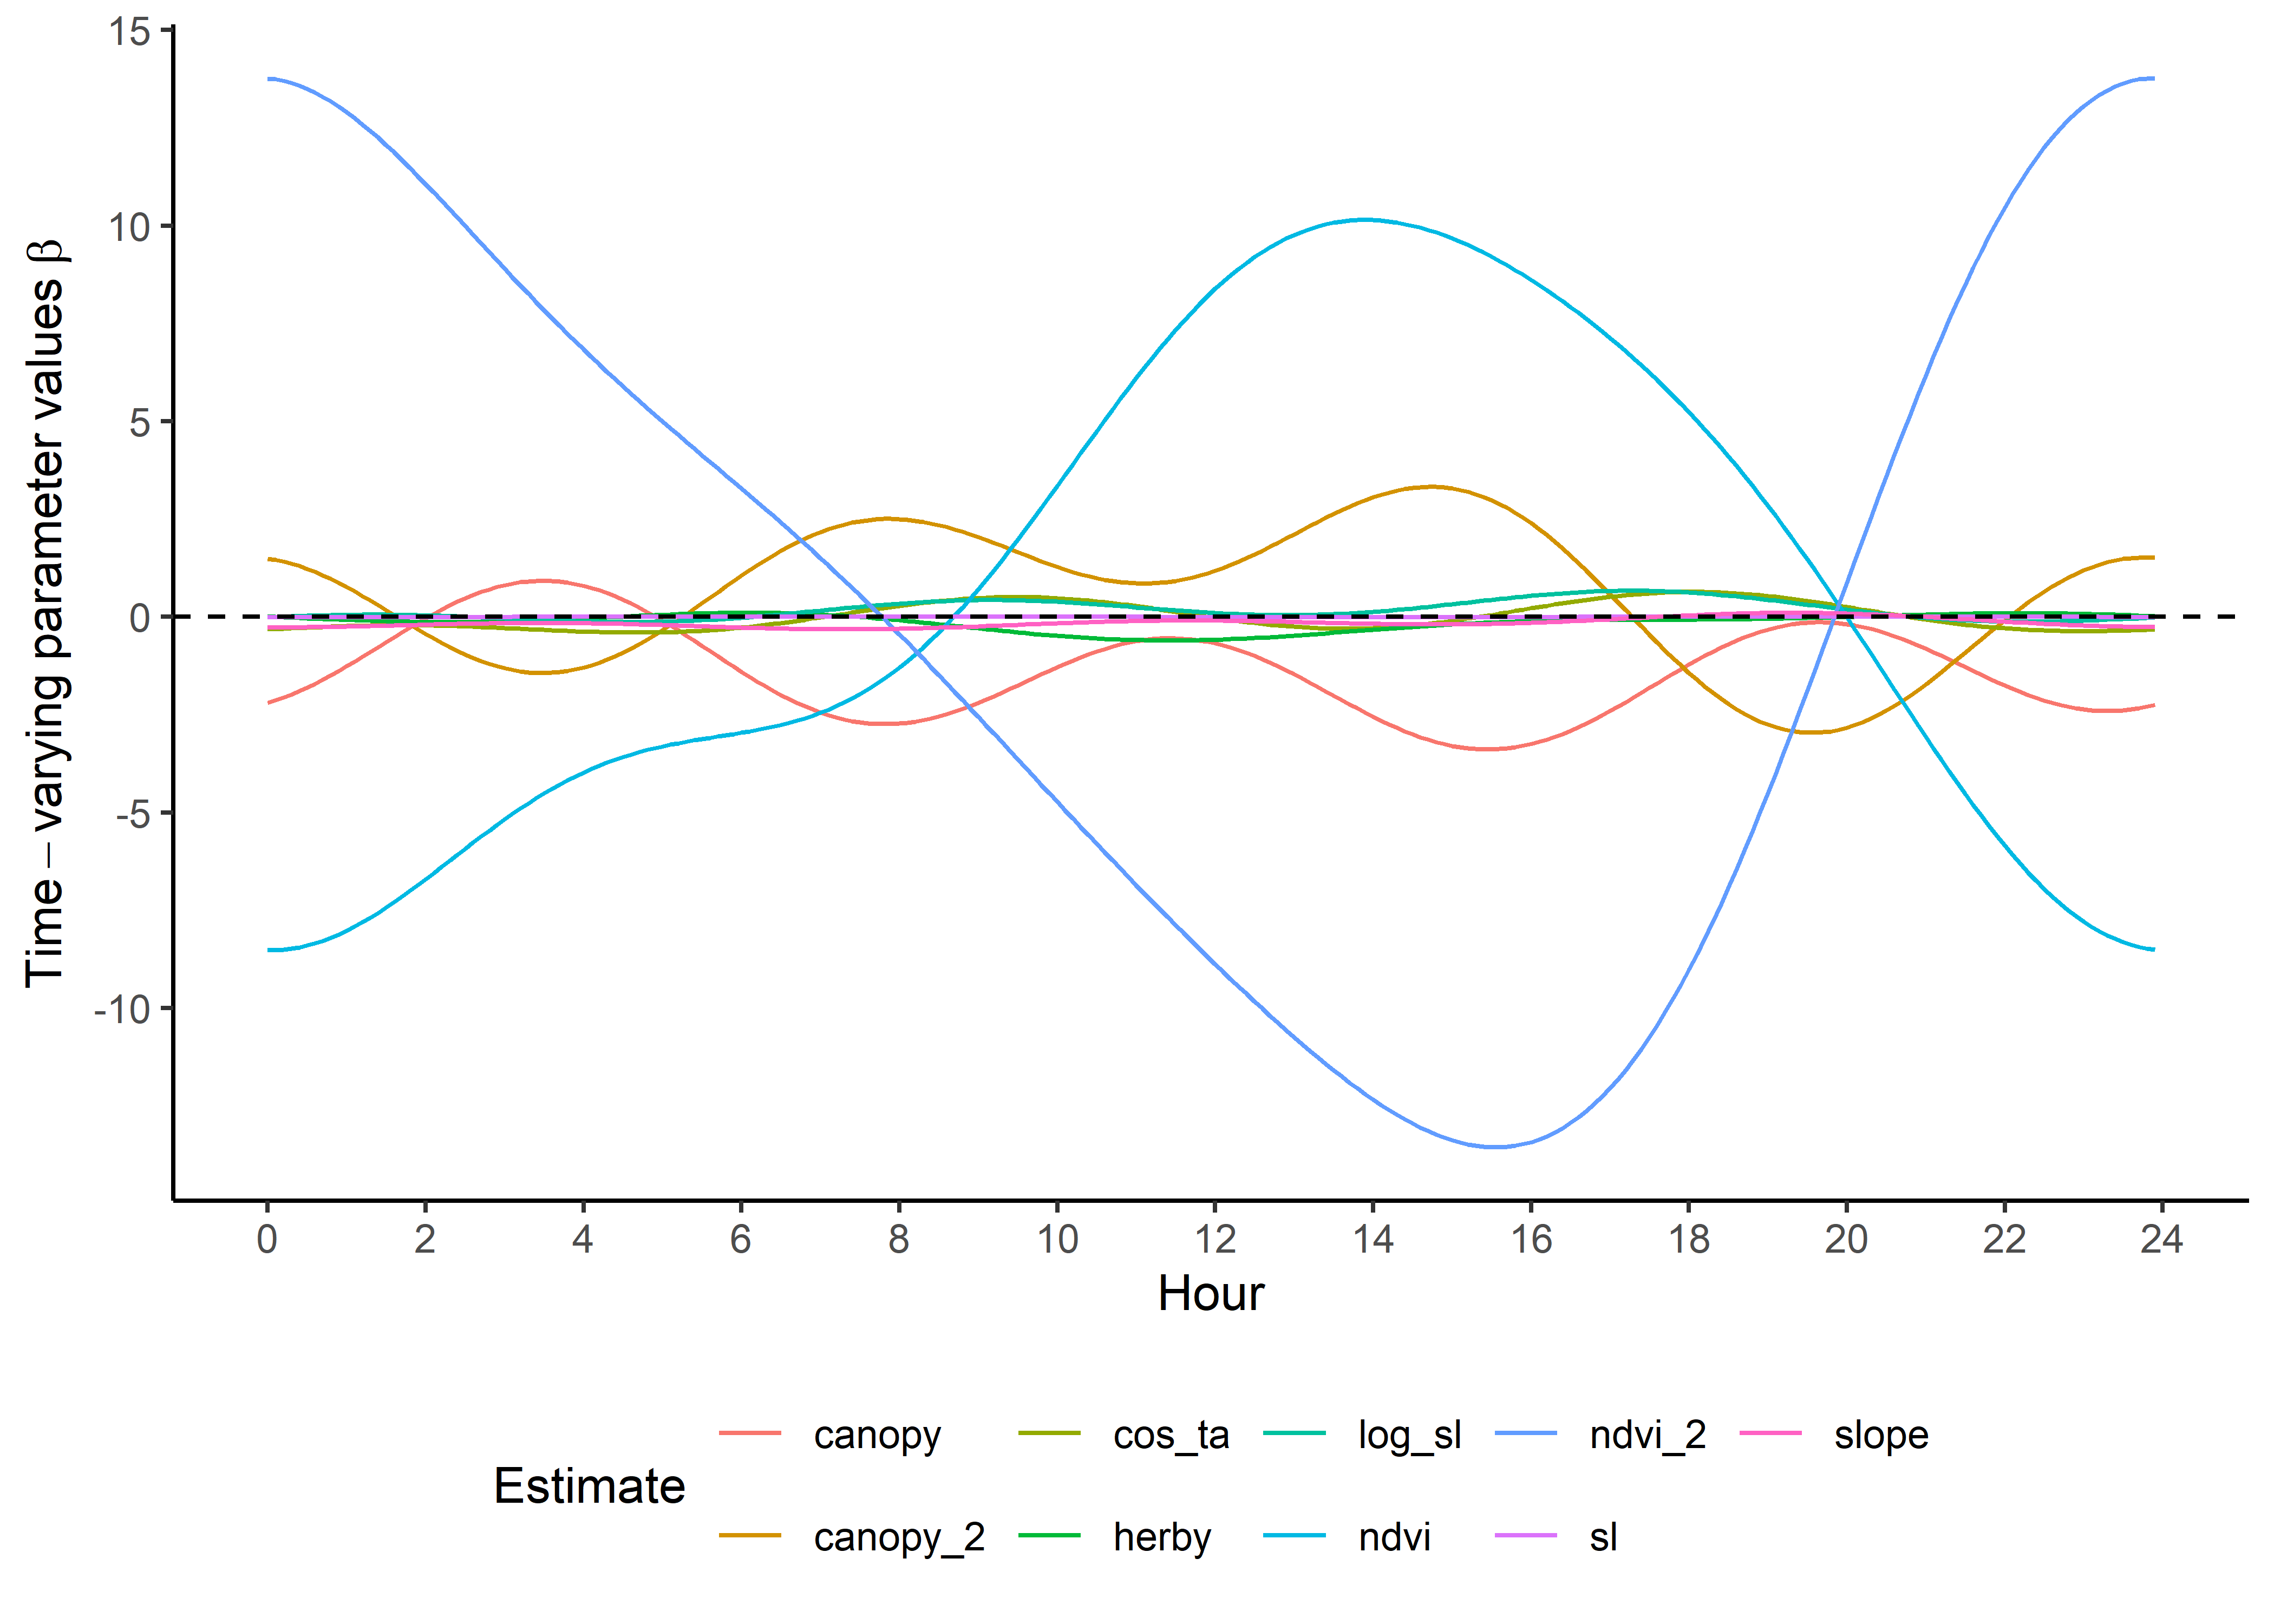 Time − varying parameter values β
15
10
5
0
-5
-10
0 2 4 6 8 10 12 14 16 18 20 22 24
Hour
Estimate
canopy cos_ta log_sl ndvi_2 slope
canopy_2 herby ndvi sl